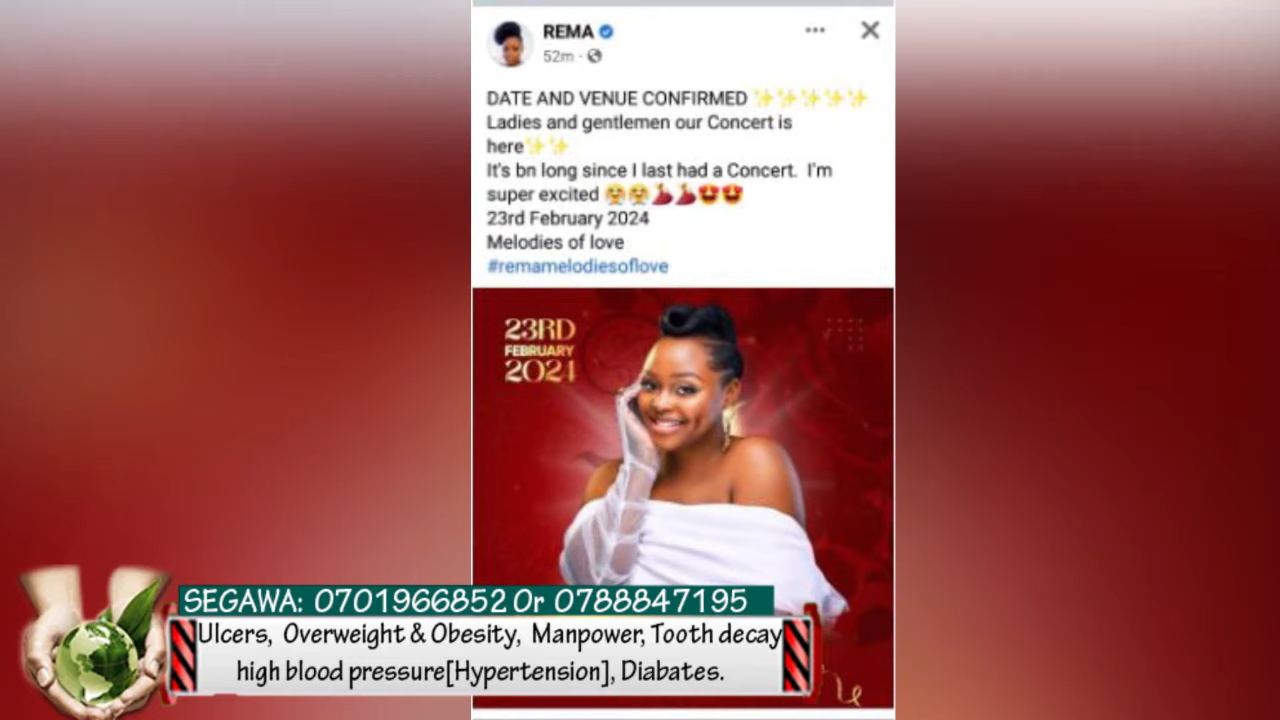 REMA
52m ·
DATE AND VENUE CONFIRMED ✨✨✨✨✨
Ladies and gentlemen our Concert is
here✨✨
It's bn long since I last had a Concert. I'm
super excited 😭😭💃💃😍😍
23rd February 2024
Melodies of love
#remamelodiesoflove
23RD
FEBRUARY
2024
SEGAWA: 0701966852 Or 0788847195
Ulcers, Overweight & Obesity, Manpower, Tooth decay
high blood pressure[Hypertension], Diabates.